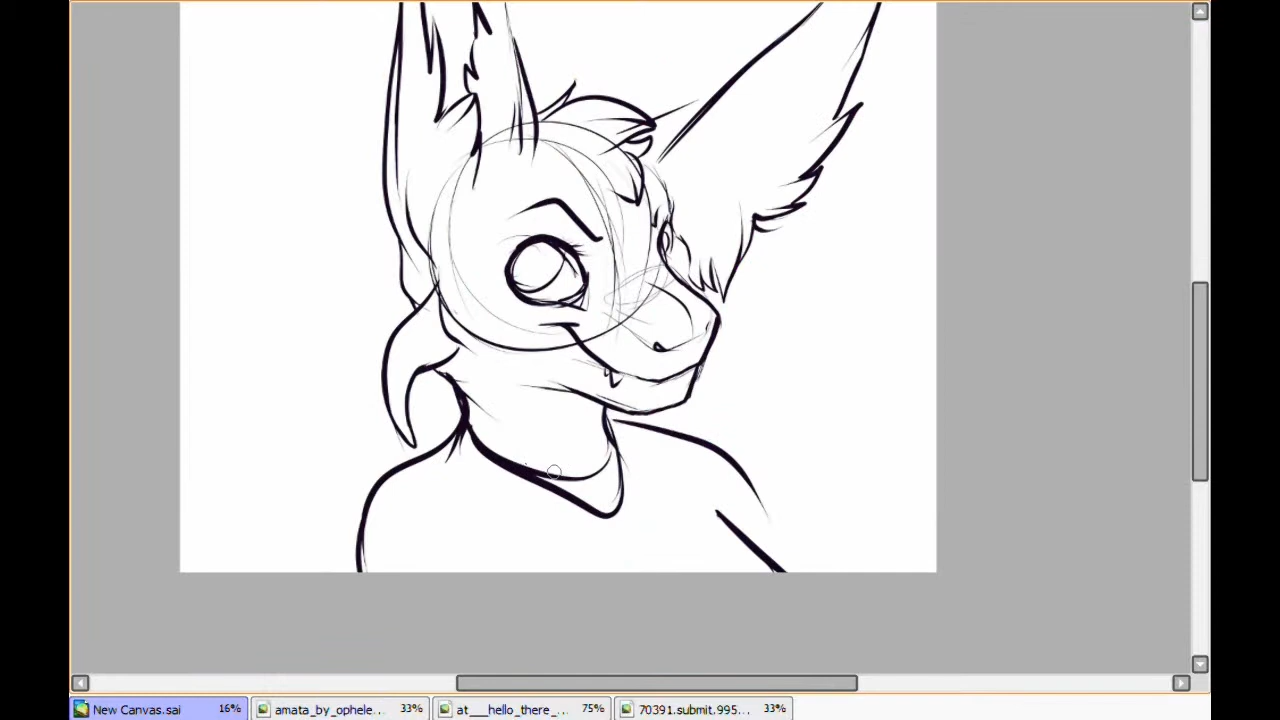 New Canvas.sai 16% amata_by_ophele... 33% at___hello_there_... 75% 70391.submit.995... 33%